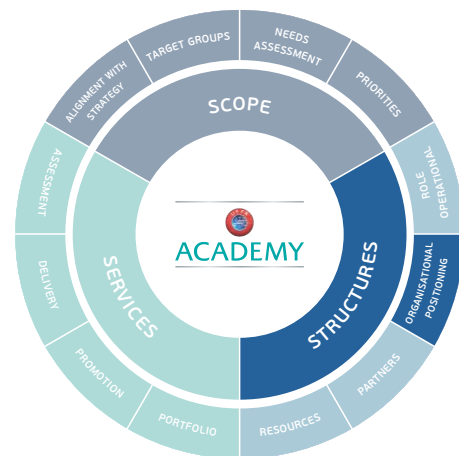 ALIGNMENT WITH
STRATEGY
TARGET GROUPS
NEEDS
ASSESSMENT
PRIORITIES
ROLE
OPERATIONAL
ORGANISATIONAL
POSITIONING
PARTNERS
RESOURCES
PORTFOLIO
PROMOTION
DELIVERY
ASSESSMENT
SCOPE
STRUCTURES
SERVICES
UEFA
ACADEMY